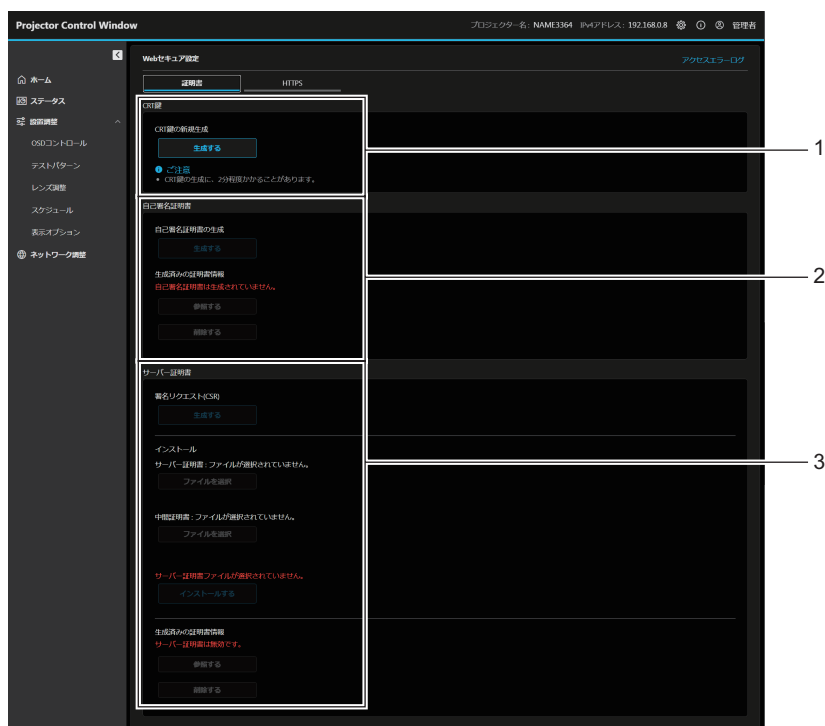 Projector Control Window
プロジェクター名: NAME3364 IPv4アドレス: 192.168.0.8 管理者
ホーム
ステータス
設置調整
OSDコントロール
テストパターン
レンズ調整
スケジュール
表示オプション
ネットワーク調整
Webセキュア設定
アクセスエラーログ
証明書 HTTPS
CRT鍵
CRT鍵の新規生成
生成する
ご注意
• CRT鍵の生成に、2分程度かかることがあります。
1
自己署名証明書
自己署名証明書の生成
生成する
生成済みの証明書情報
自己署名証明書は生成されていません。
参照する
削除する
2
サーバー証明書
署名リクエスト(CSR)
生成する
インストール
サーバー証明書 : ファイルが選択されていません。
ファイルを選択
中間証明書 : ファイルが選択されていません。
ファイルを選択
サーバー証明書ファイルが選択されていません。
インストールする
生成済みの証明書情報
サーバー証明書は無効です。
参照する
削除する
3